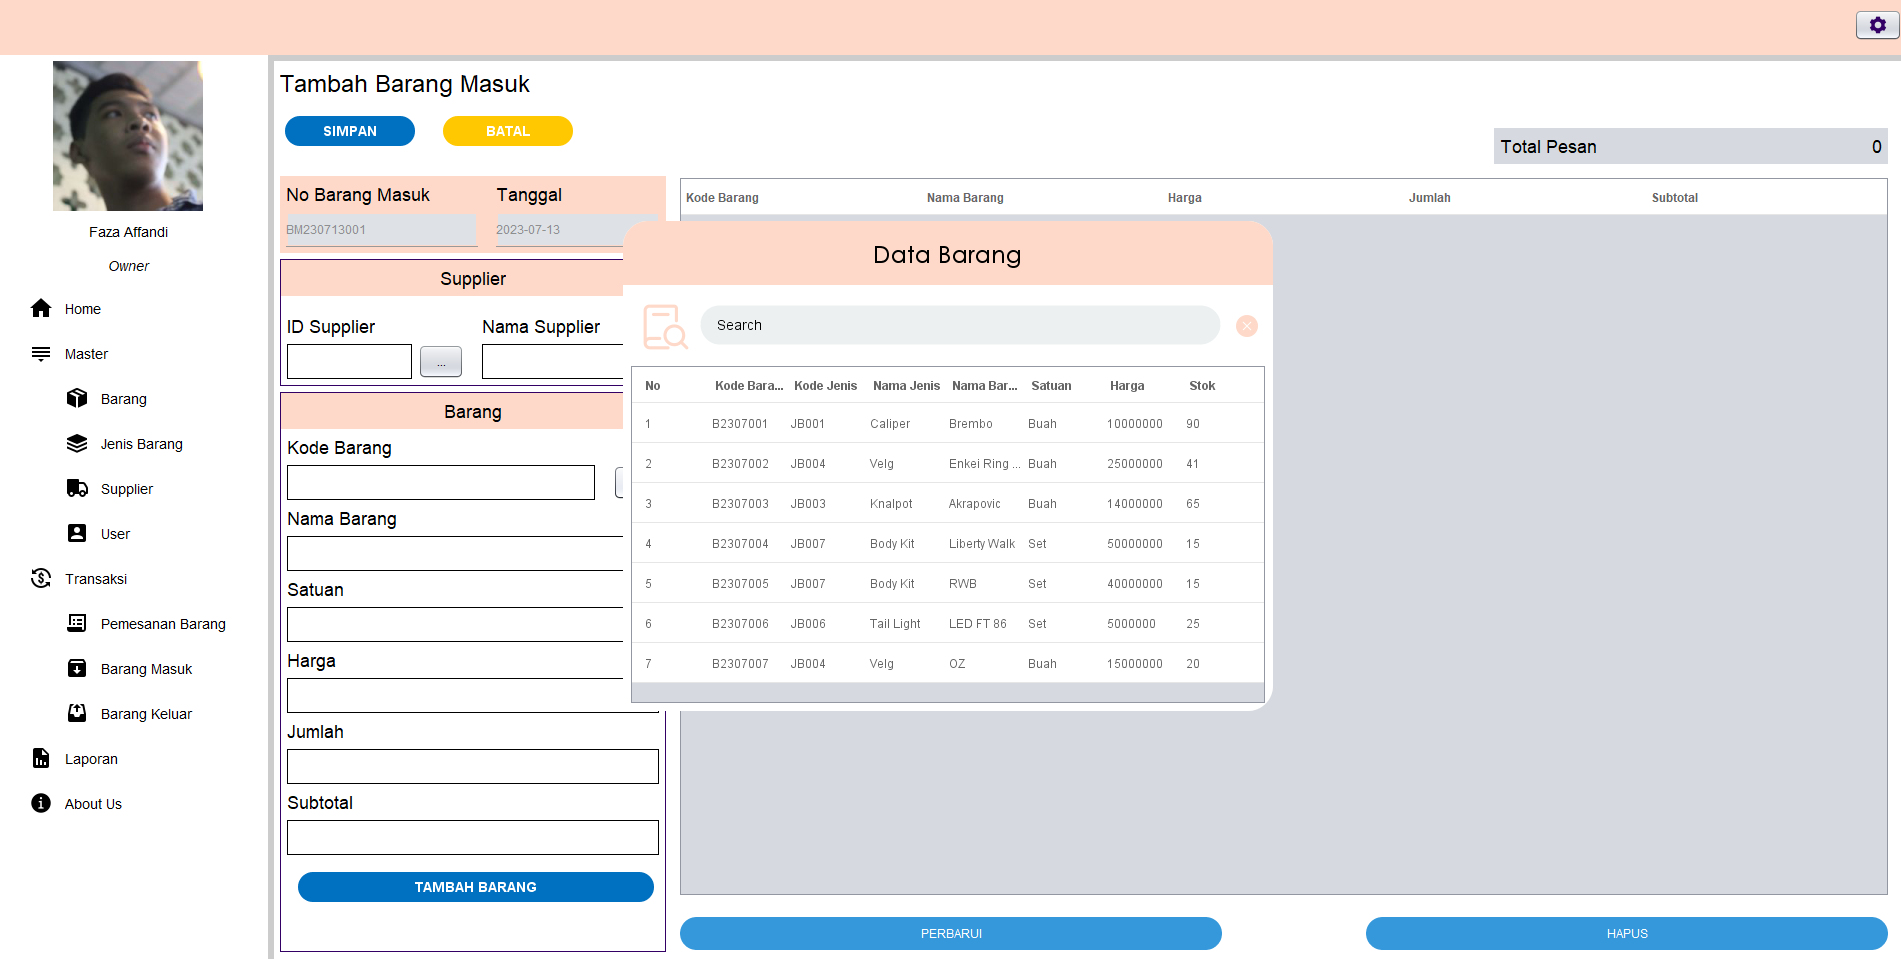 Faza Affandi
Owner
Home
Master
Barang
Jenis Barang
Supplier
User
Transaksi
Pemesanan Barang
Barang Masuk
Barang Keluar
Laporan
About Us
Tambah Barang Masuk
SIMPAN BATAL
Total Pesan 0
No Barang Masuk Tanggal
BM230713001 2023-07-13
Supplier
ID Supplier Nama Supplier
...
Barang
Kode Barang
Nama Barang
Satuan
Harga
Jumlah
Subtotal
TAMBAH BARANG
Kode Barang Nama Barang Harga Jumlah Subtotal
Data Barang
Search
No Kode Bara... Kode Jenis Nama Jenis Nama Bar... Satuan Harga Stok
1 B2307001 JB001 Caliper Brembo Buah 10000000 90
2 B2307002 JB004 Velg Enkei Ring ... Buah 25000000 41
3 B2307003 JB003 Knalpot Akrapovic Buah 14000000 65
4 B2307004 JB007 Body Kit Liberty Walk Set 50000000 15
5 B2307005 JB007 Body Kit RWB Set 40000000 15
6 B2307006 JB006 Tail Light LED FT 86 Set 5000000 25
7 B2307007 JB004 Velg OZ Buah 15000000 20
PERBARUI HAPUS